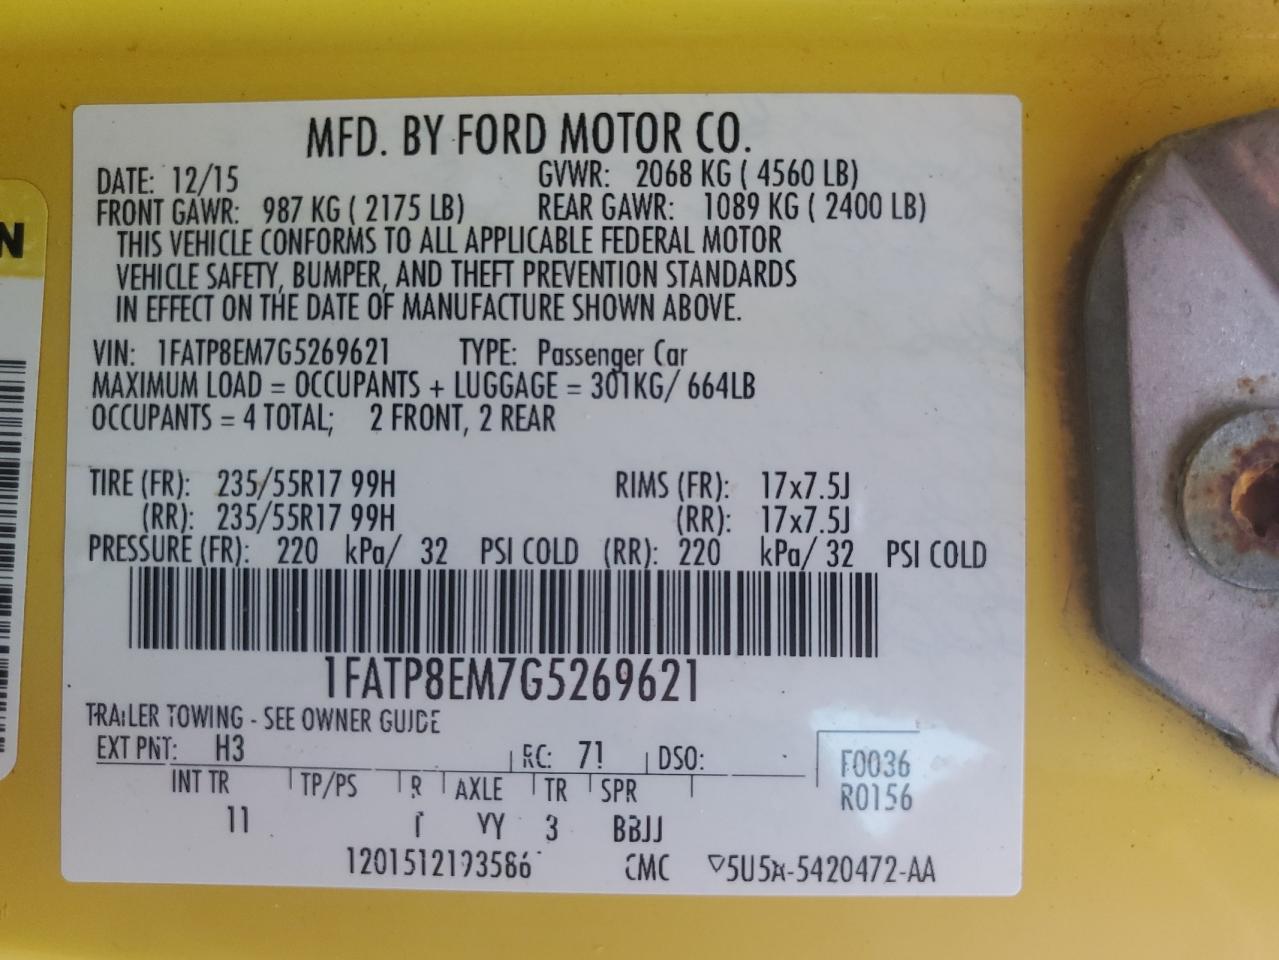 MFD. BY FORD MOTOR CO.
DATE: 12/15 GVWR: 2068 KG ( 4560 LB)
FRONT GAWR: 987 KG ( 2175 LB) REAR GAWR: 1089 KG ( 2400 LB)
THIS VEHICLE CONFORMS TO ALL APPLICABLE FEDERAL MOTOR
VEHICLE SAFETY, BUMPER, AND THEFT PREVENTION STANDARDS
IN EFFECT ON THE DATE OF MANUFACTURE SHOWN ABOVE.
VIN: 1FATP8EM7G5269621 TYPE: Passenger Car
MAXIMUM LOAD = OCCUPANTS + LUGGAGE = 301KG/ 664LB
OCCUPANTS = 4 TOTAL; 2 FRONT, 2 REAR
TIRE (FR): 235/55R17 99H RIMS (FR): 17x7.5J
(RR): 235/55R17 99H (RR): 17x7.5J
PRESSURE (FR): 220 kPa/ 32 PSI COLD (RR): 220 kPa/ 32 PSI COLD
1FATP8EM7G5269621
TRAILER TOWING - SEE OWNER GUIDE
EXT PNT: H3 RC: 71 DSO:
F0036
INT TR TP/PS R AXLE TR SPR
R0156
11 YY 3 BBJJ
1201512193586 CMC ▽5U5A-5420472-AA
N